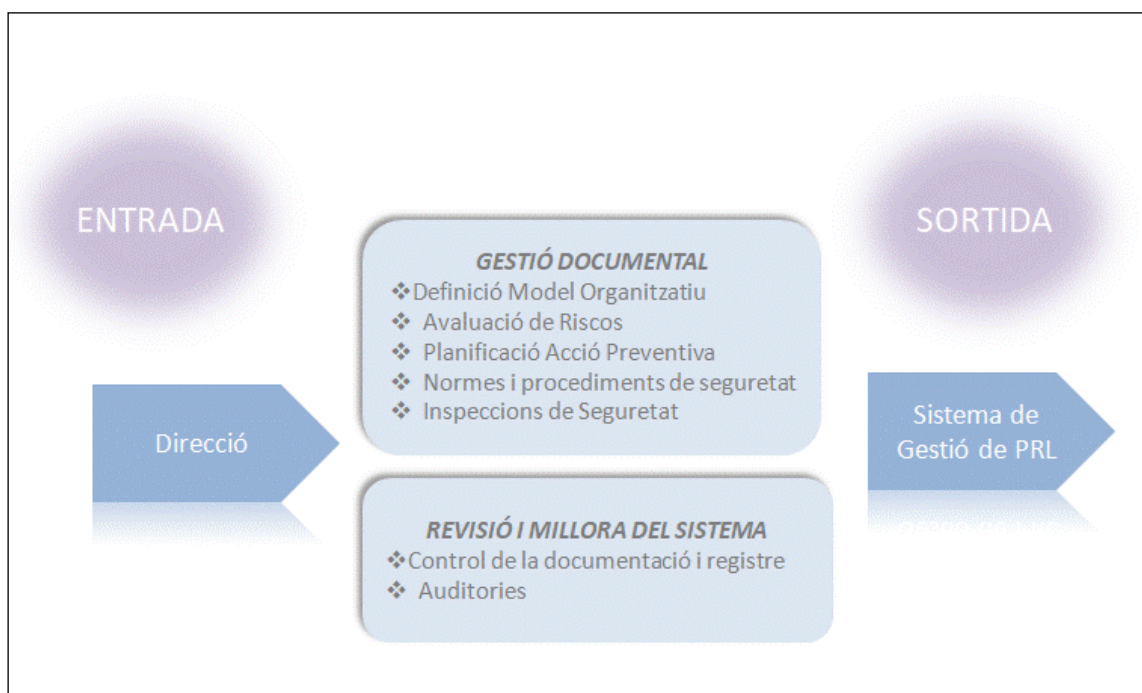 ENTRADA
SORTIDA
GESTIÓ DOCUMENTAL
❖Definició Model Organitzatiu
❖ Avaluació de Riscos
❖ Planificació Acció Preventiva
❖ Normes i procediments de seguretat
❖ Inspeccions de Seguretat
Direcció
Sistema de
Gestió de PRL
REVISIÓ I MILLORA DEL SISTEMA
❖Control de la documentació i registre
❖ Auditories